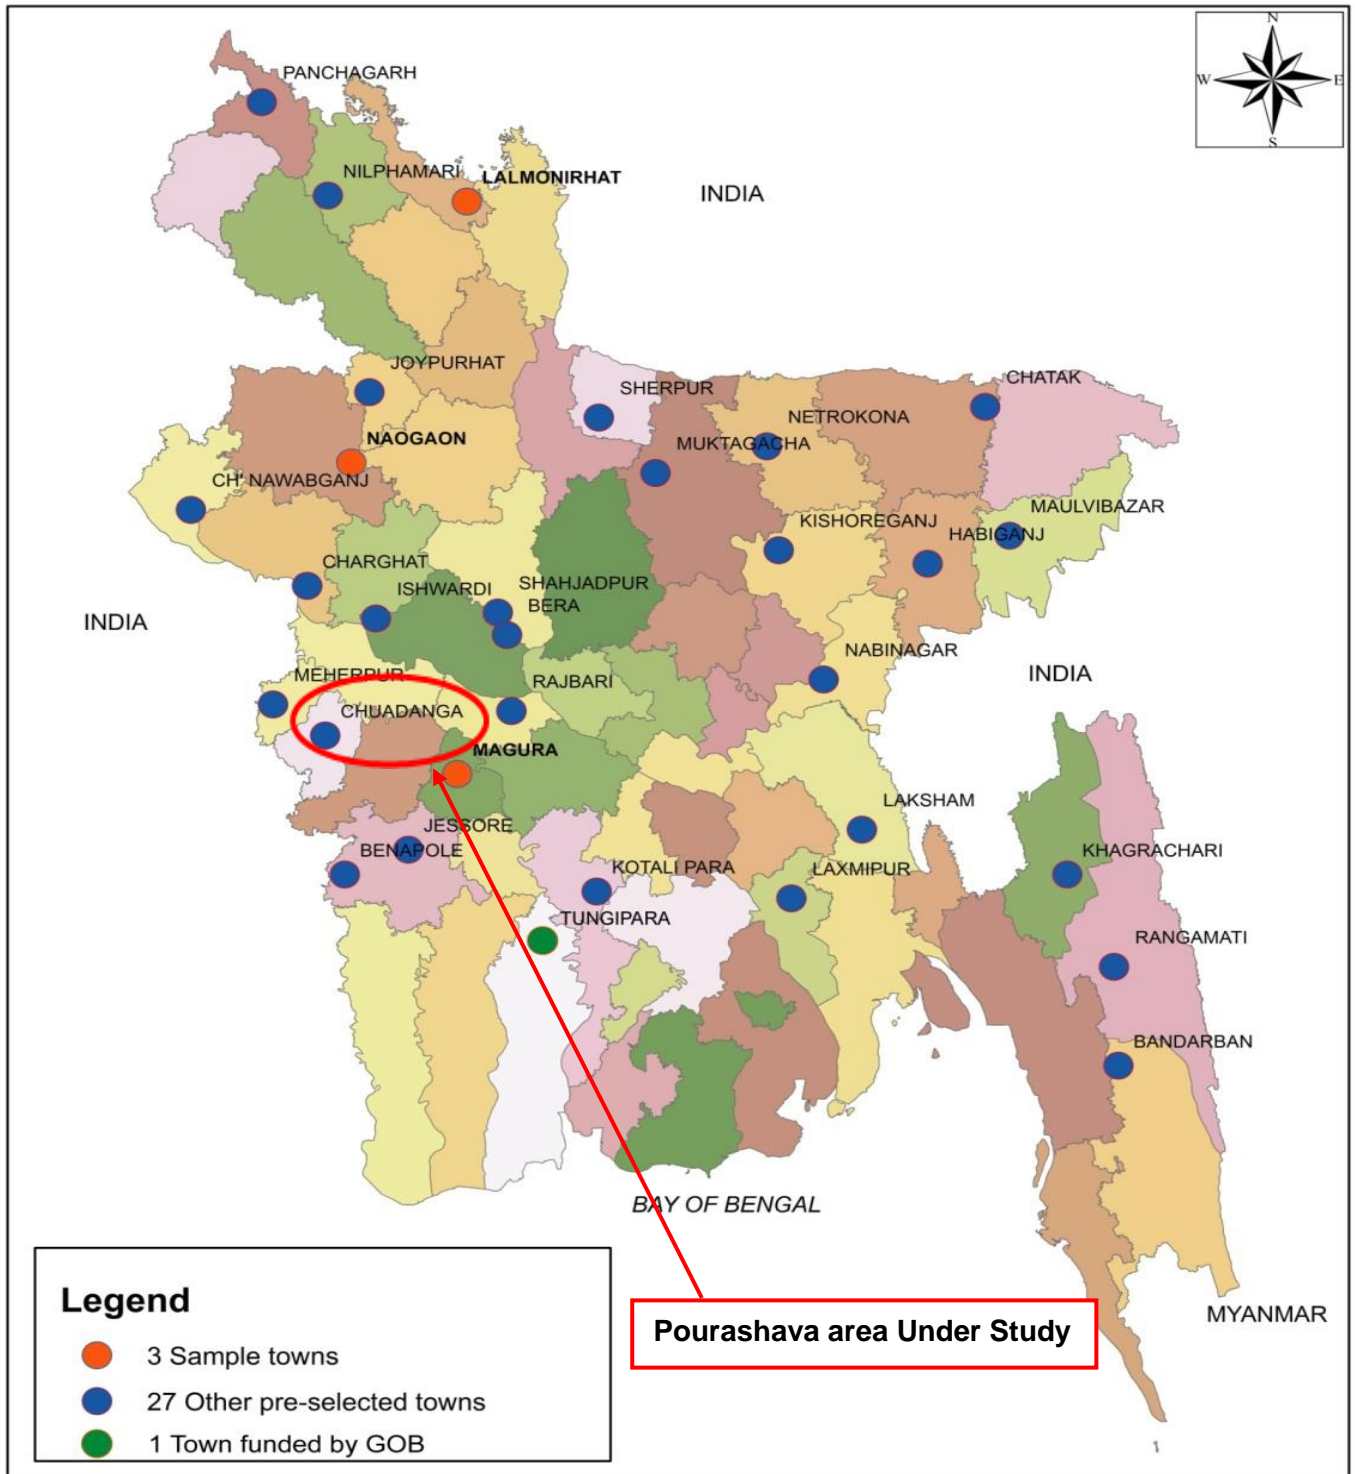 N
W
E
S
PANCHAGARH
NILPHAMARI
LALMONIRHAT
INDIA
JOYPURHAT
SHERPUR
CHATAK
NETROKONA
NAOGAON
MUKTAGACHA
CH' NAWABGANJ
MAULVIBAZAR
KISHOREGANJ
HABIGANJ
CHARGHAT
ISHWARDI
SHAHJADPUR
BERA
INDIA
NABINAGAR
MEHERPUR
RAJBARI
INDIA
CHUADANGA
MAGURA
LAKSHAM
JESSORE
BENAPOLE
KOTALI PARA
LAXMIPUR
KHAGRACHARI
TUNGIPARA
RANGAMATI
BANDARBAN
BAY OF BENGAL
MYANMAR
Legend
3 Sample towns
27 Other pre-selected towns
1 Town funded by GOB
Pourashava area Under Study